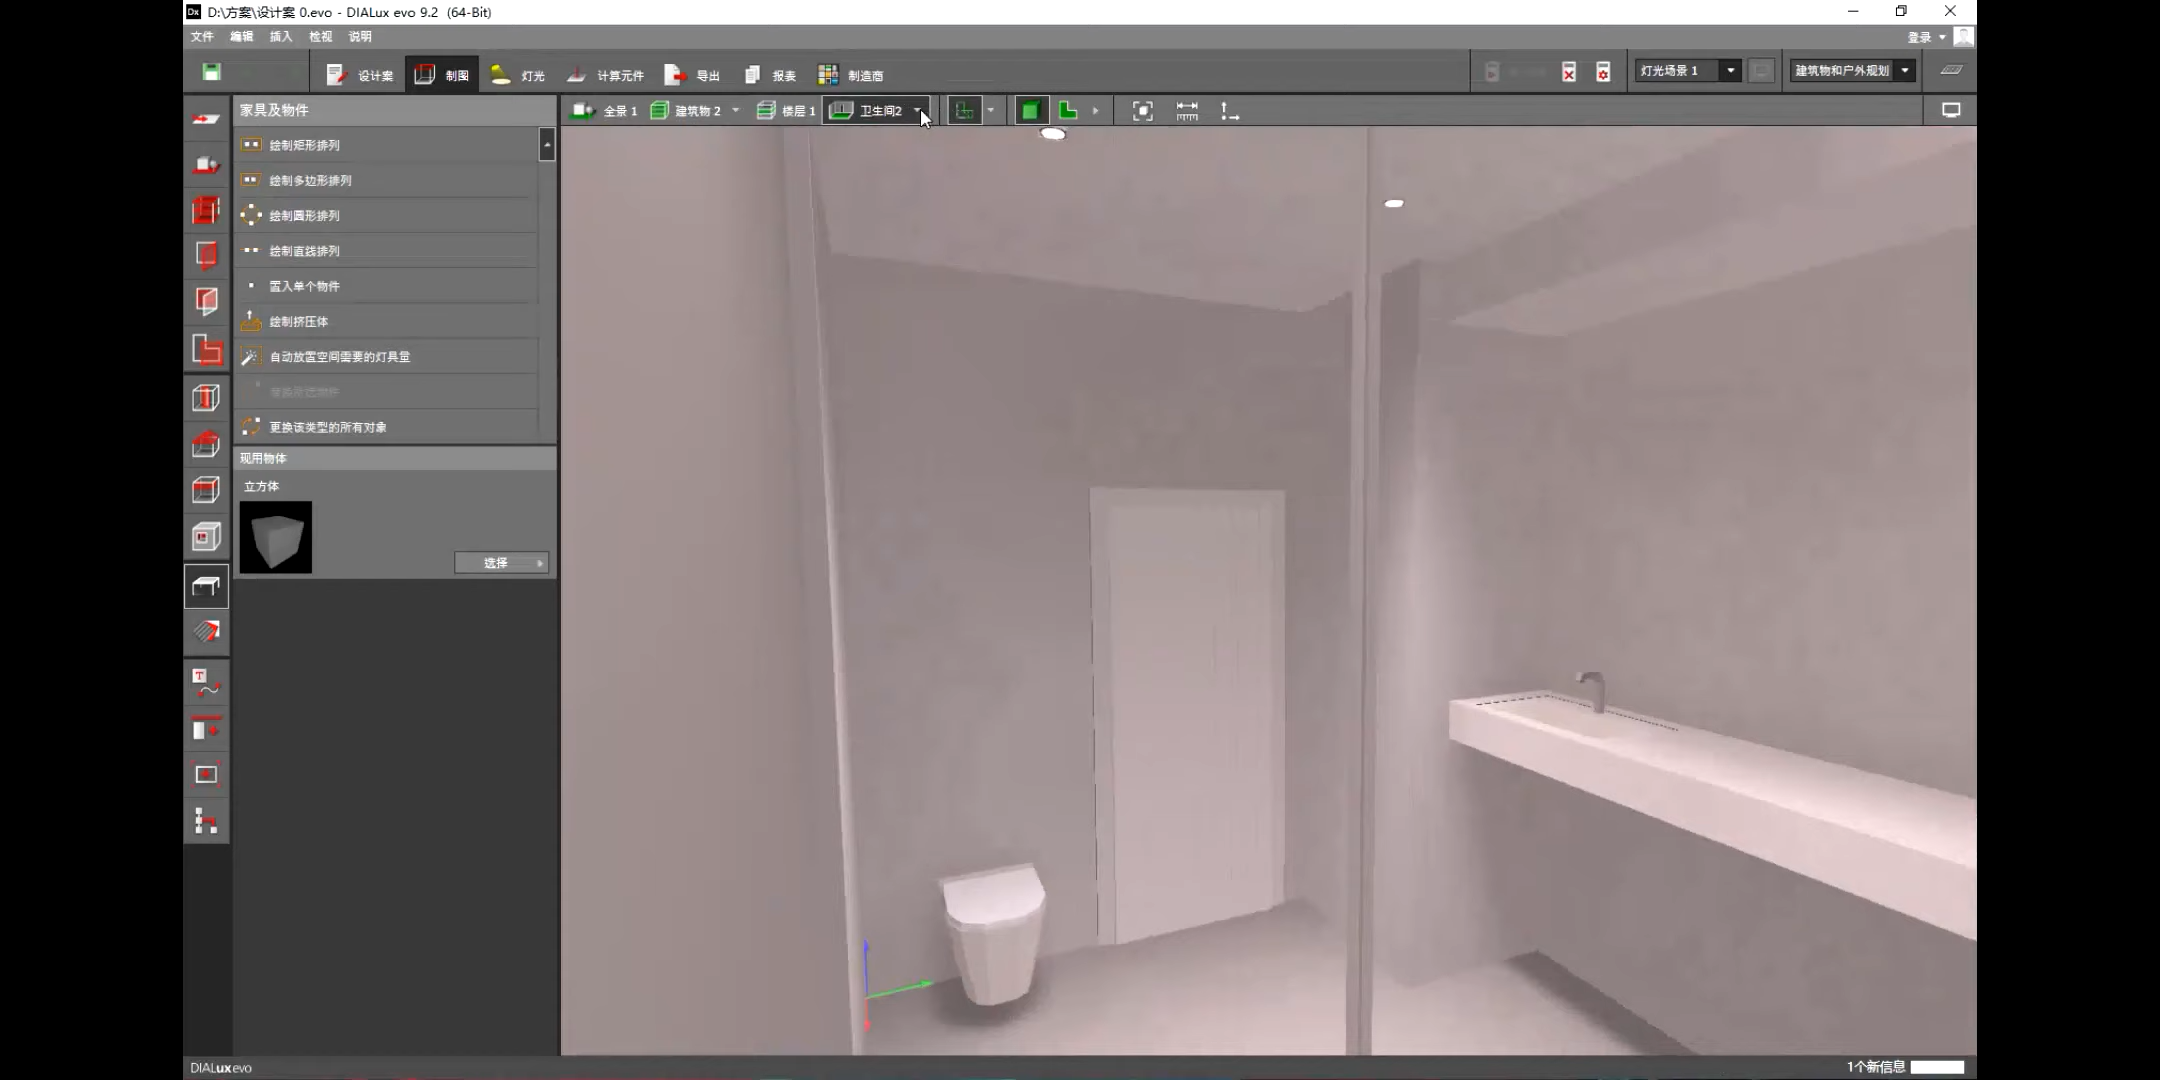 D:\方案\设计案 0.evo - DIALux evo 9.2 (64-Bit)
文件 编辑 插入 检视 说明
登录
设计案 制图 灯光 计算元件 导出 报表 制造商
灯光场景 1 建筑物和户外规划
家具及物件
全景 1 建筑物 2 楼层 1 卫生间2
绘制矩形排列
绘制多边形排列
绘制圆形排列
绘制直线排列
置入单个物件
绘制挤压体
自动放置空间需要的灯具量
更换该类型的所有对象
现用物体
立方体
选择
DIALux evo
1个新信息